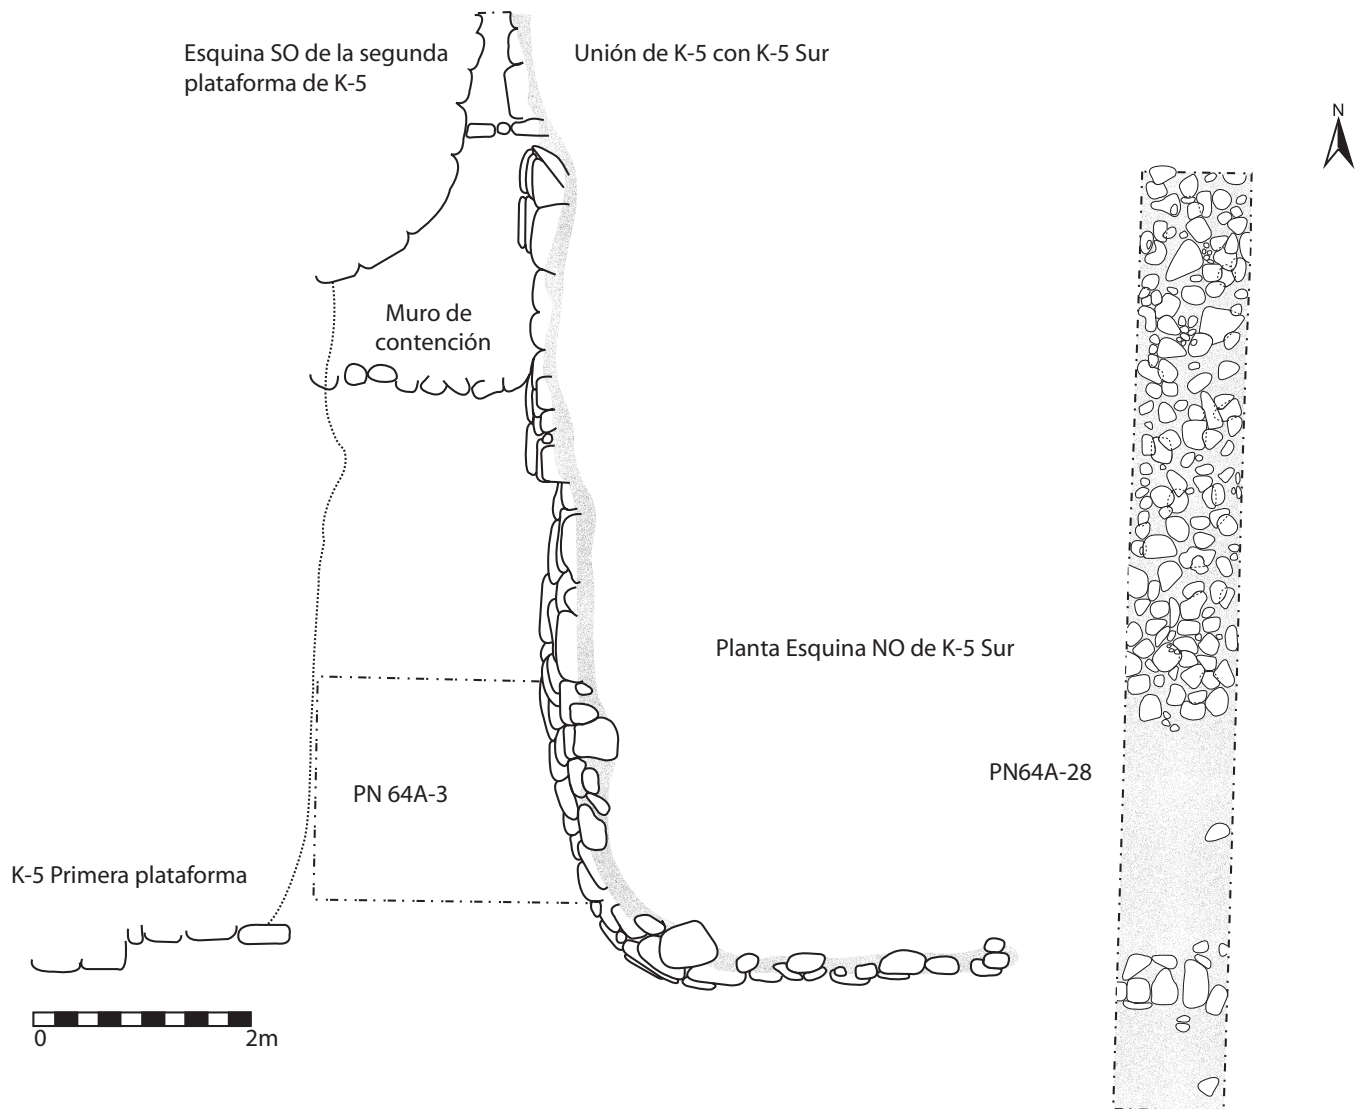 Esquina SO de la segunda
plataforma de K-5
Unión de K-5 con K-5 Sur
N
Muro de
contención
Planta Esquina NO de K-5 Sur
PN64A-28
PN 64A-3
K-5 Primera plataforma
0
2m